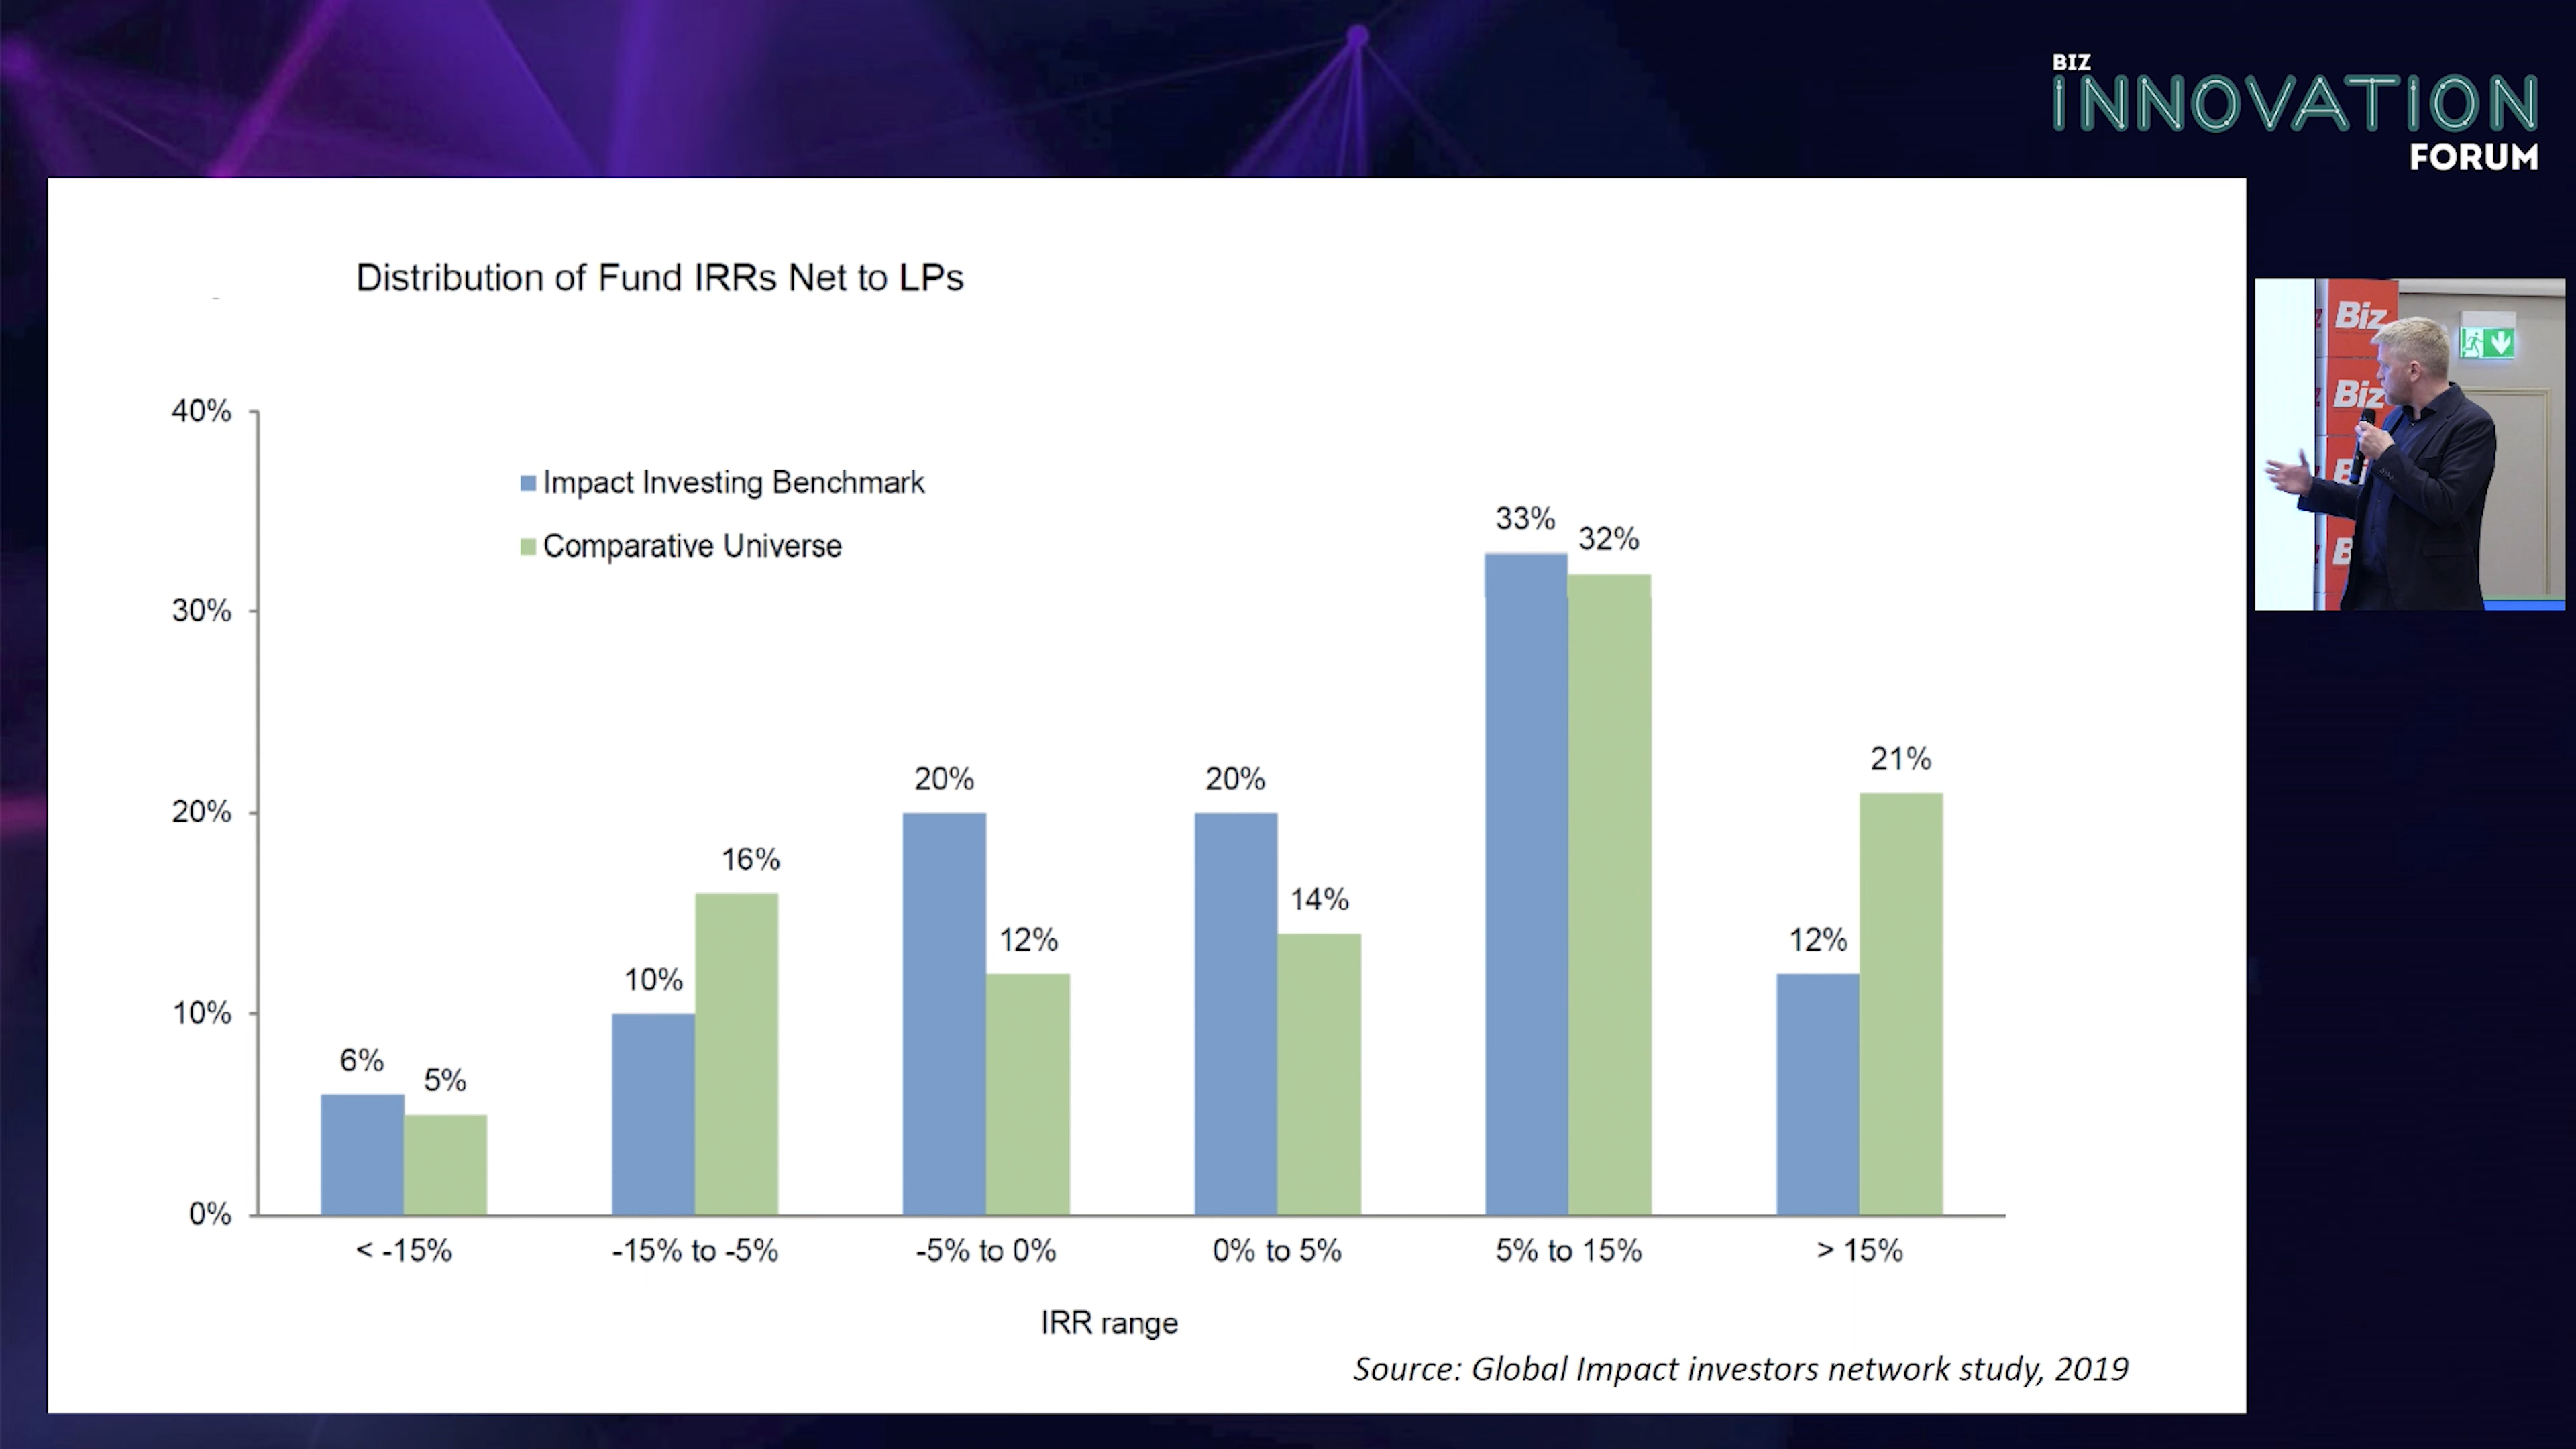 BIZ
INNOVATION
FORUM
Distribution of Fund IRRs Net to LPs
40%
30%
20%
10%
0%
Impact Investing Benchmark
Comparative Universe
6%
5%
10%
16%
20%
12%
20%
14%
33%
32%
12%
21%
< -15%
-15% to -5%
-5% to 0%
0% to 5%
5% to 15%
> 15%
IRR range
Source: Global Impact investors network study, 2019
Biz
Biz